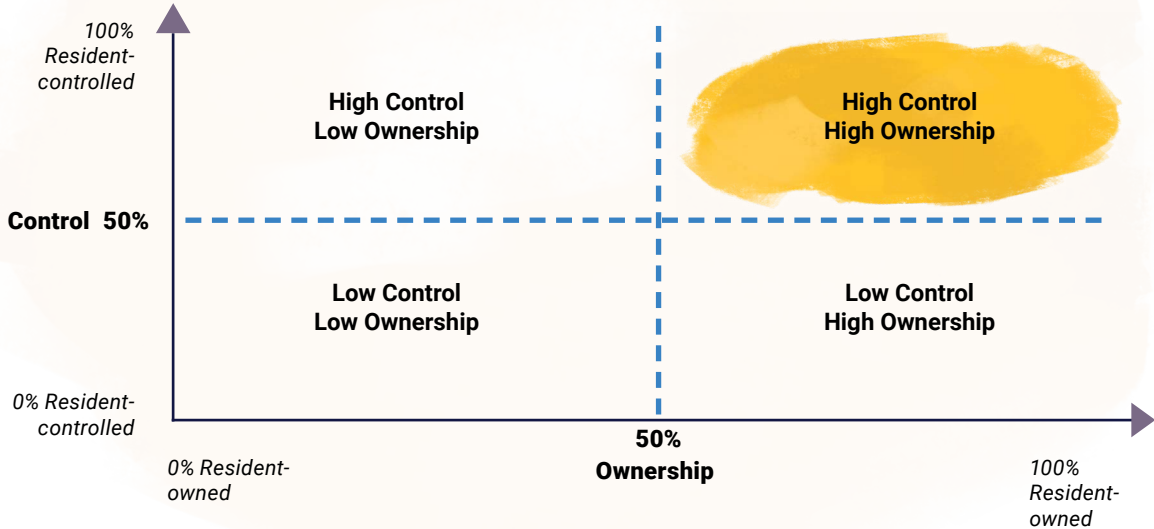 100%
Resident-
controlled
High Control
Low Ownership
High Control
High Ownership
Control 50%
Low Control
Low Ownership
Low Control
High Ownership
0% Resident-
controlled
50%
Ownership
0% Resident-
owned
100%
Resident-
owned